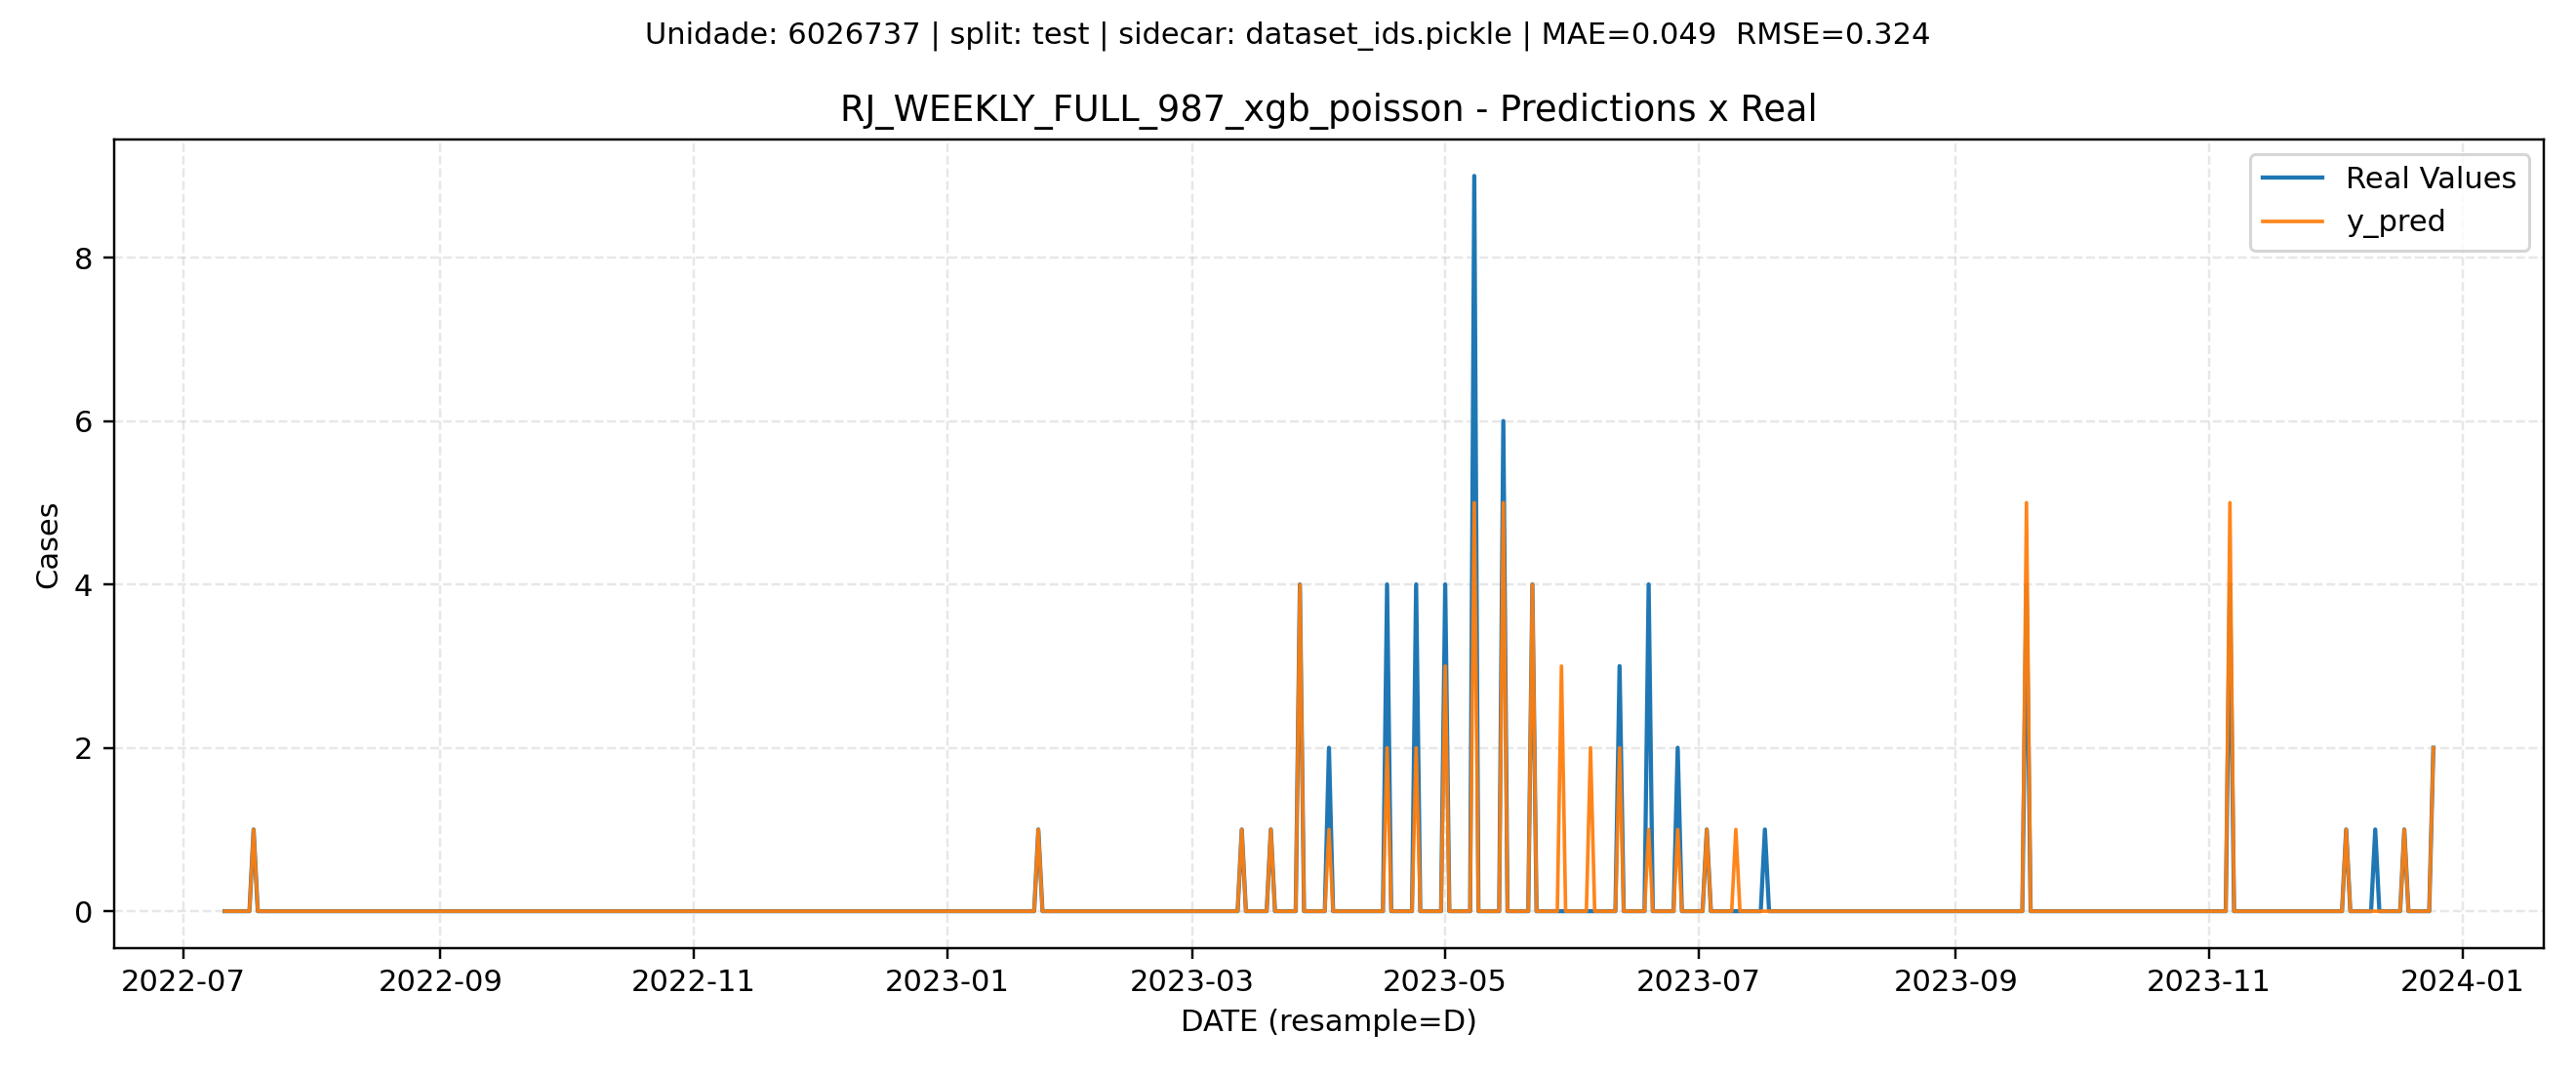 Unidade: 6026737 | split: test | sidecar: dataset_ids.pickle | MAE=0.049  RMSE=0.324
RJ_WEEKLY_FULL_987_xgb_poisson - Predictions x Real
Real Values
y_pred
Cases
8
6
4
2
0
2022-07 2022-09 2022-11 2023-01 2023-03 2023-05 2023-07 2023-09 2023-11 2024-01
DATE (resample=D)